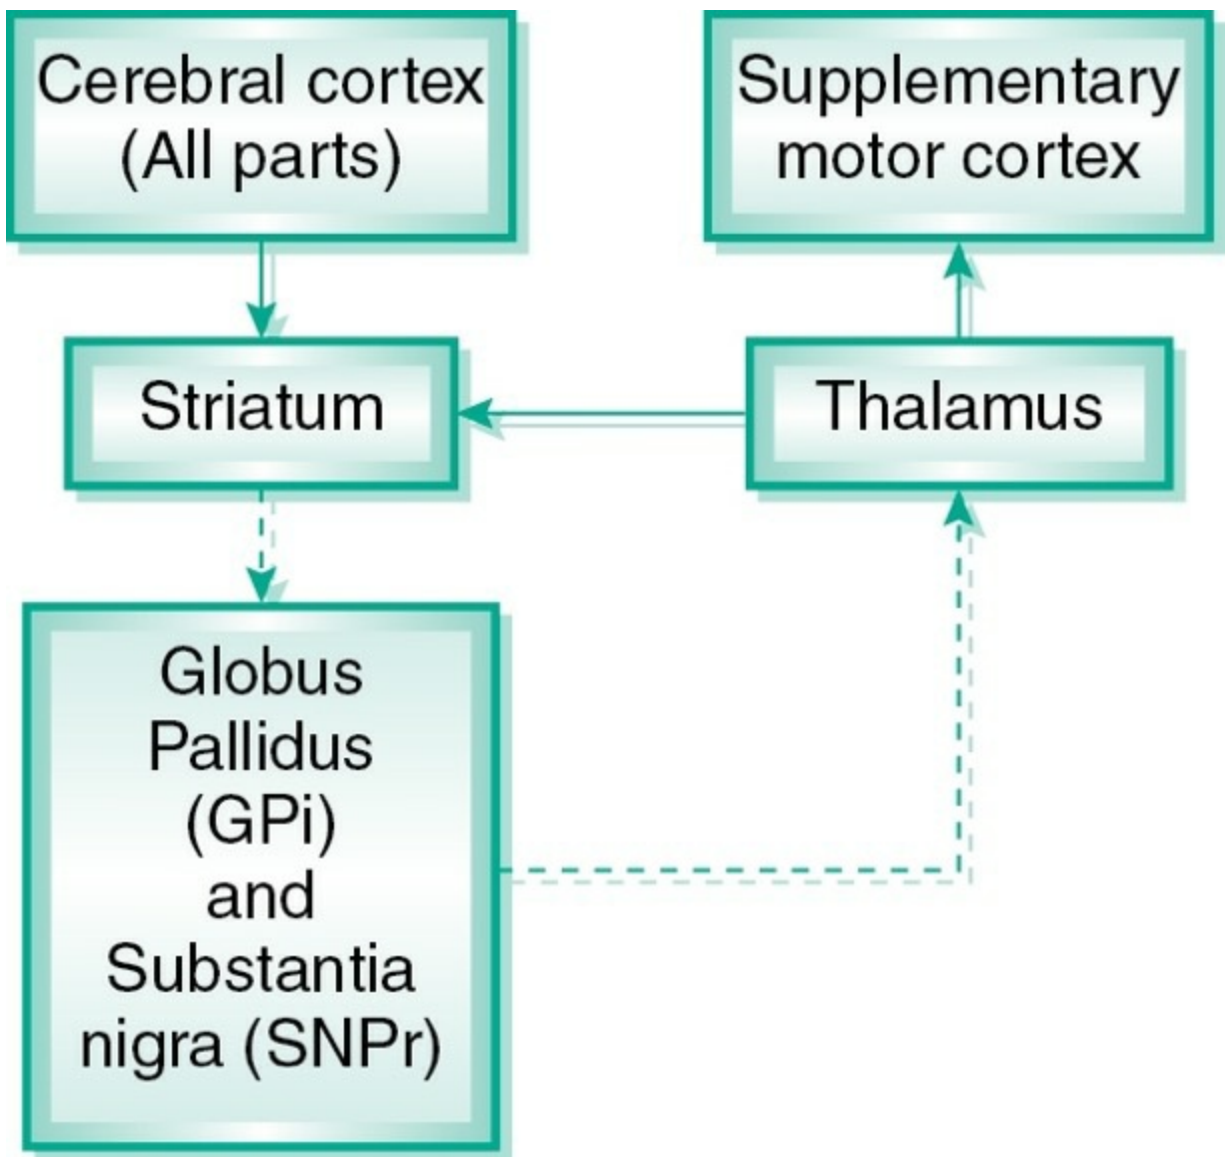 Cerebral cortex
(All parts)
Supplementary
motor cortex
Striatum
Thalamus
Globus
Pallidus
(GPi)
and
Substantia
nigra (SNPr)